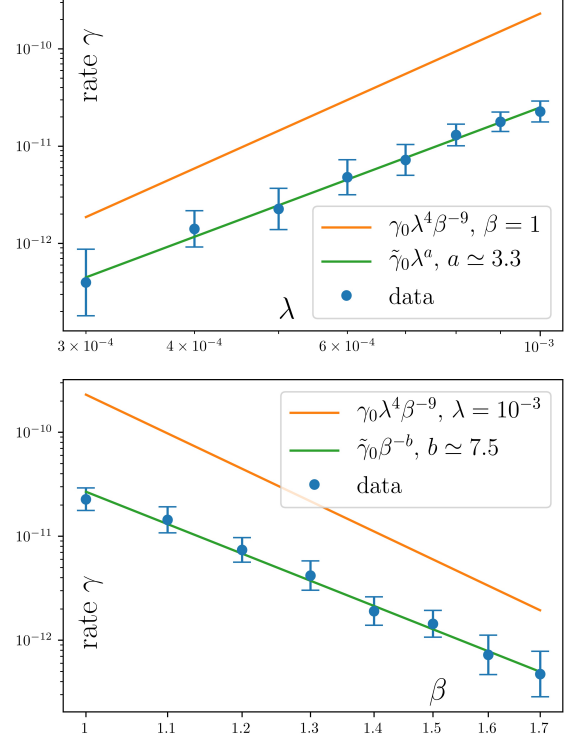 rate γ
10⁻¹⁰
10⁻¹¹
10⁻¹²
γ₀λ⁴β⁻⁹, β = 1
γ̃₀λᵃ, a ≃ 3.3
data
λ
3 × 10⁻⁴
4 × 10⁻⁴
6 × 10⁻⁴
10⁻³
γ₀λ⁴β⁻⁹, λ = 10⁻³
γ̃₀β⁻ᵇ, b ≃ 7.5
data
10⁻¹⁰
10⁻¹¹
10⁻¹²
rate γ
β
1
1.1
1.2
1.3
1.4
1.5
1.6
1.7